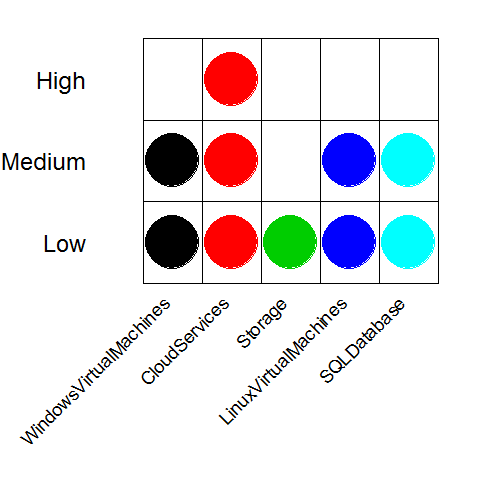 High
Medium
Low
WindowsVirtualMachines
CloudServices
Storage
LinuxVirtualMachines
SQLDatabase